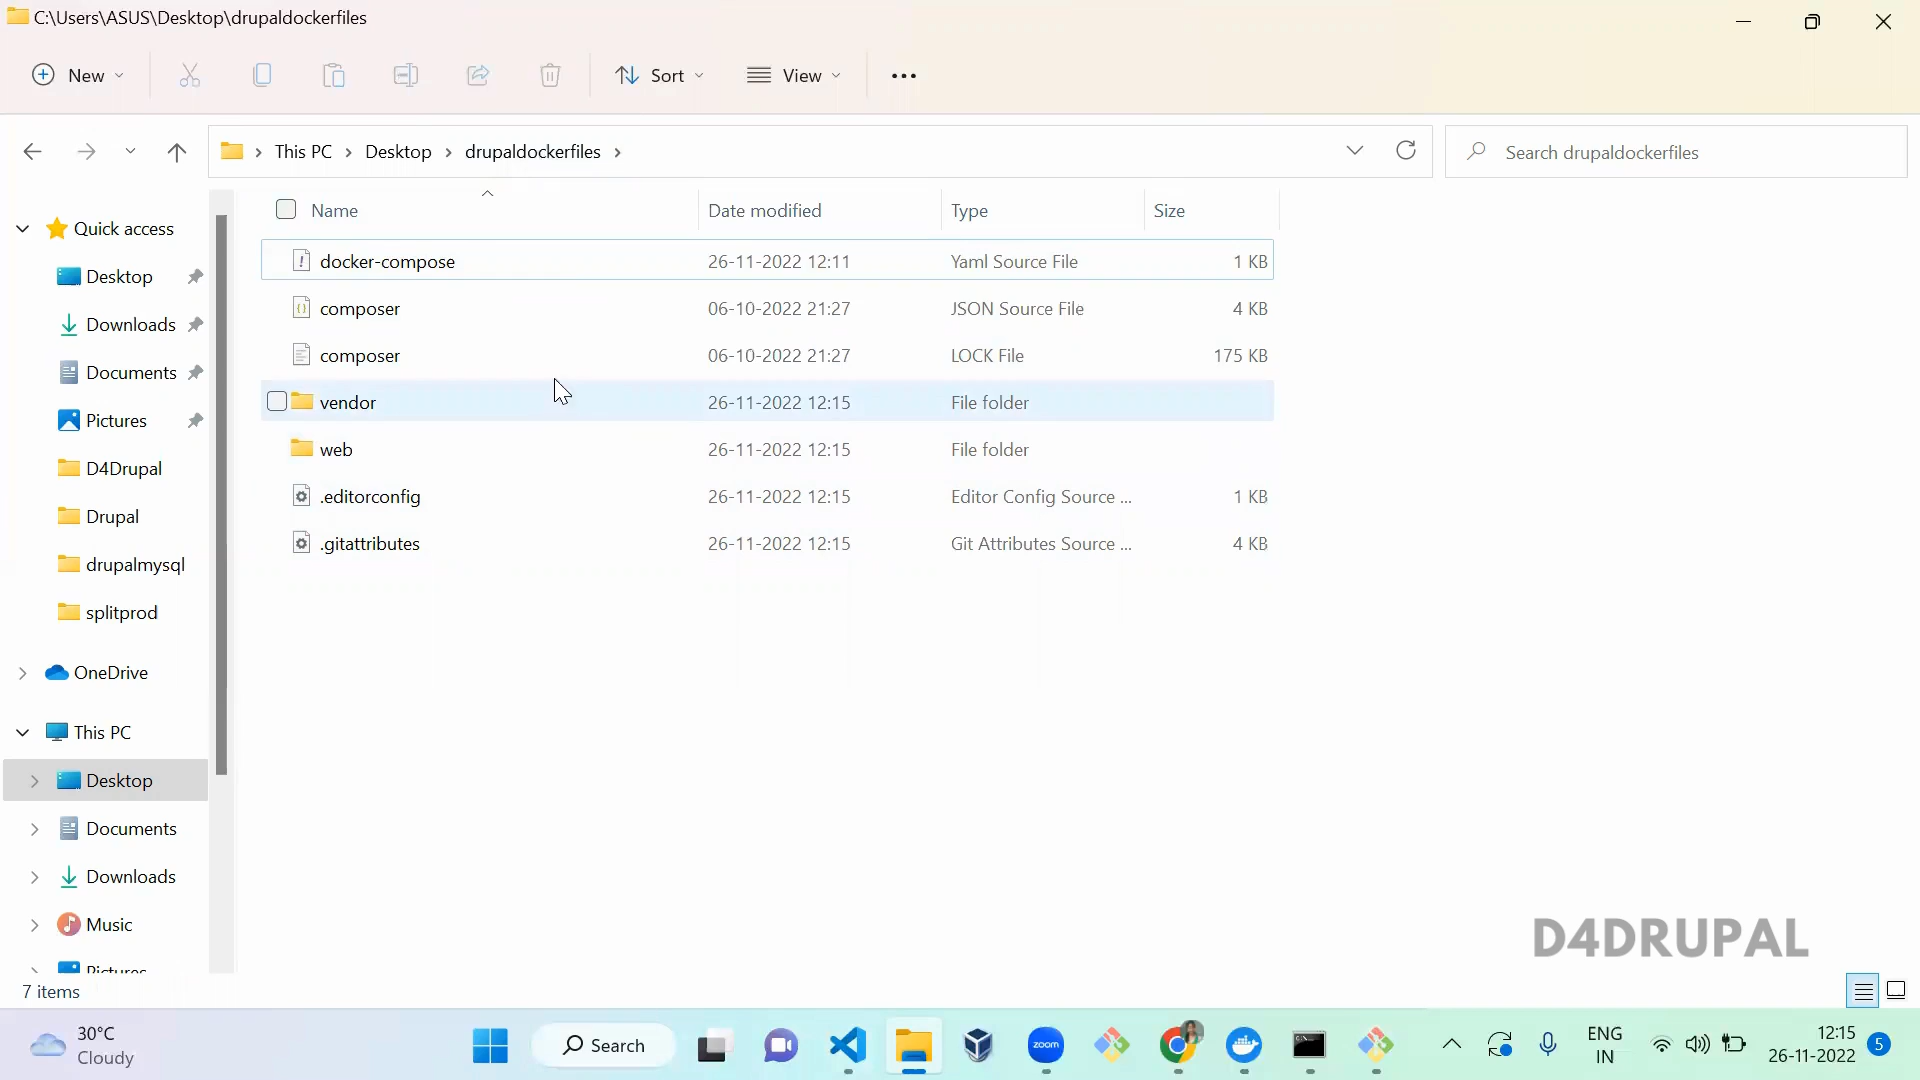 C:\Users\ASUS\Desktop\drupaldockerfiles
New
Sort
View
This PC
Desktop
drupaldockerfiles
Search drupaldockerfiles
Name
Date modified
Type
Size
docker-compose 26-11-2022 12:11 Yaml Source File 1 KB
composer 06-10-2022 21:27 JSON Source File 4 KB
composer 06-10-2022 21:27 LOCK File 175 KB
vendor 26-11-2022 12:15 File folder
web 26-11-2022 12:15 File folder
.editorconfig 26-11-2022 12:15 Editor Config Source ... 1 KB
.gitattributes 26-11-2022 12:15 Git Attributes Source ... 4 KB
Quick access
Desktop
Downloads
Documents
Pictures
D4Drupal
Drupal
drupalmysql
splitprod
OneDrive
This PC
Desktop
Documents
Downloads
Music
Pictures
7 items
D4DRUPAL
30°C
Cloudy
Search
zoom
ENG
IN
12:15
26-11-2022
5